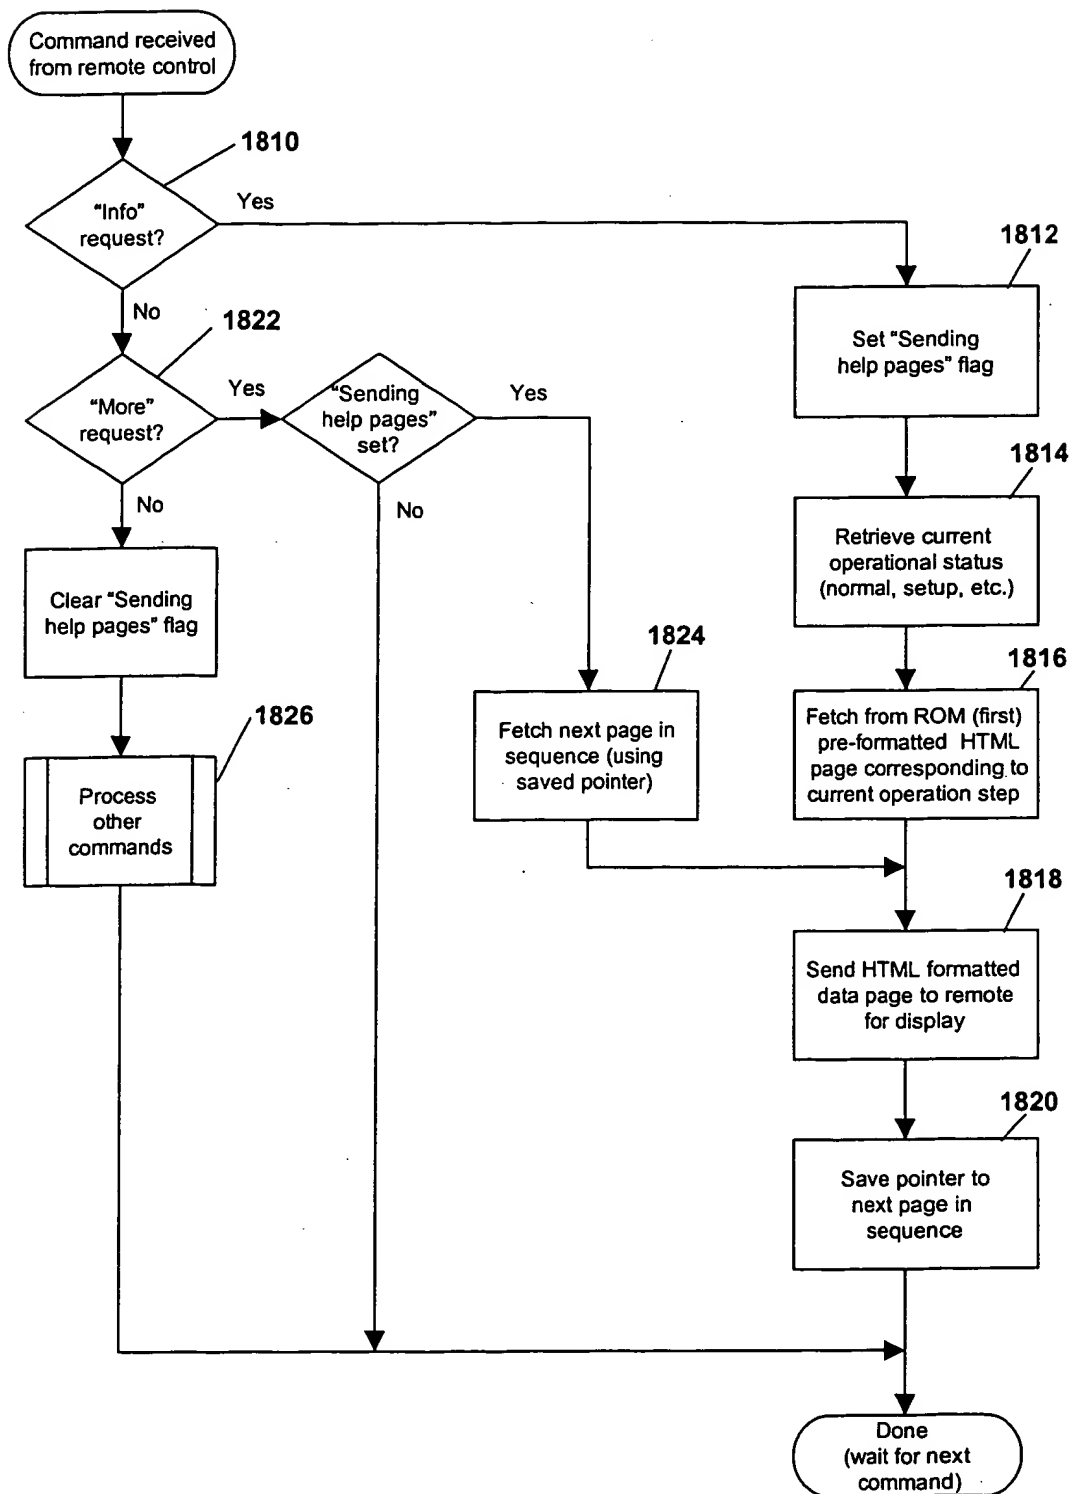 Command received
from remote control
1810
"Info"
request?
Yes
No
1812
Set "Sending
help pages" flag
1822
"More"
request?
Yes
"Sending
help pages"
set?
Yes
No
No
1814
Retrieve current
operational status
(normal, setup, etc.)
Clear "Sending
help pages" flag
1824
Fetch next page in
sequence (using
saved pointer)
1816
Fetch from ROM (first)
pre-formatted HTML
page corresponding to
current operation step
1826
Process
other
commands
1818
Send HTML formatted
data page to remote
for display
1820
Save pointer to
next page in
sequence
Done
(wait for next
command)